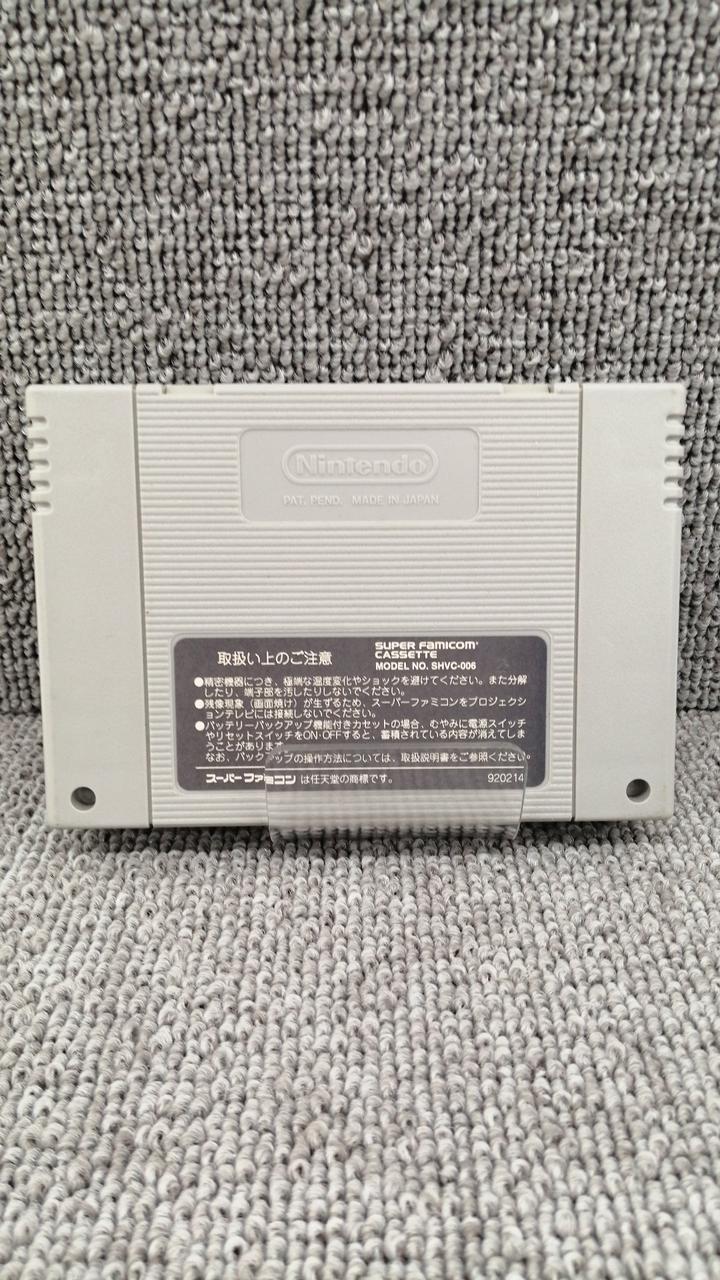 Nintendo
PAT. PEND. MADE IN JAPAN
取扱い上のご注意
SUPER FAMICOM
CASSETTE
MODEL NO. SHVC-006
●精密機器につき、極端な温度変化やショックを避けてください。また分解
したり、端子部を汚したりしないでください。
●残像現象（画面焼け）が生ずるため、スーパーファミコンをプロジェクシ
ョンテレビには接続しないでください。
●バッテリーバックアップ機能付きカセットの場合、むやみに電源スイッチ
やリセットスイッチをON・OFFすると、蓄積されている内容が消えてしま
うことがあります。
なお、バックアップの操作方法については、取扱説明書をご参照ください。
スーパーファミコン は任天堂の商標です。 920214